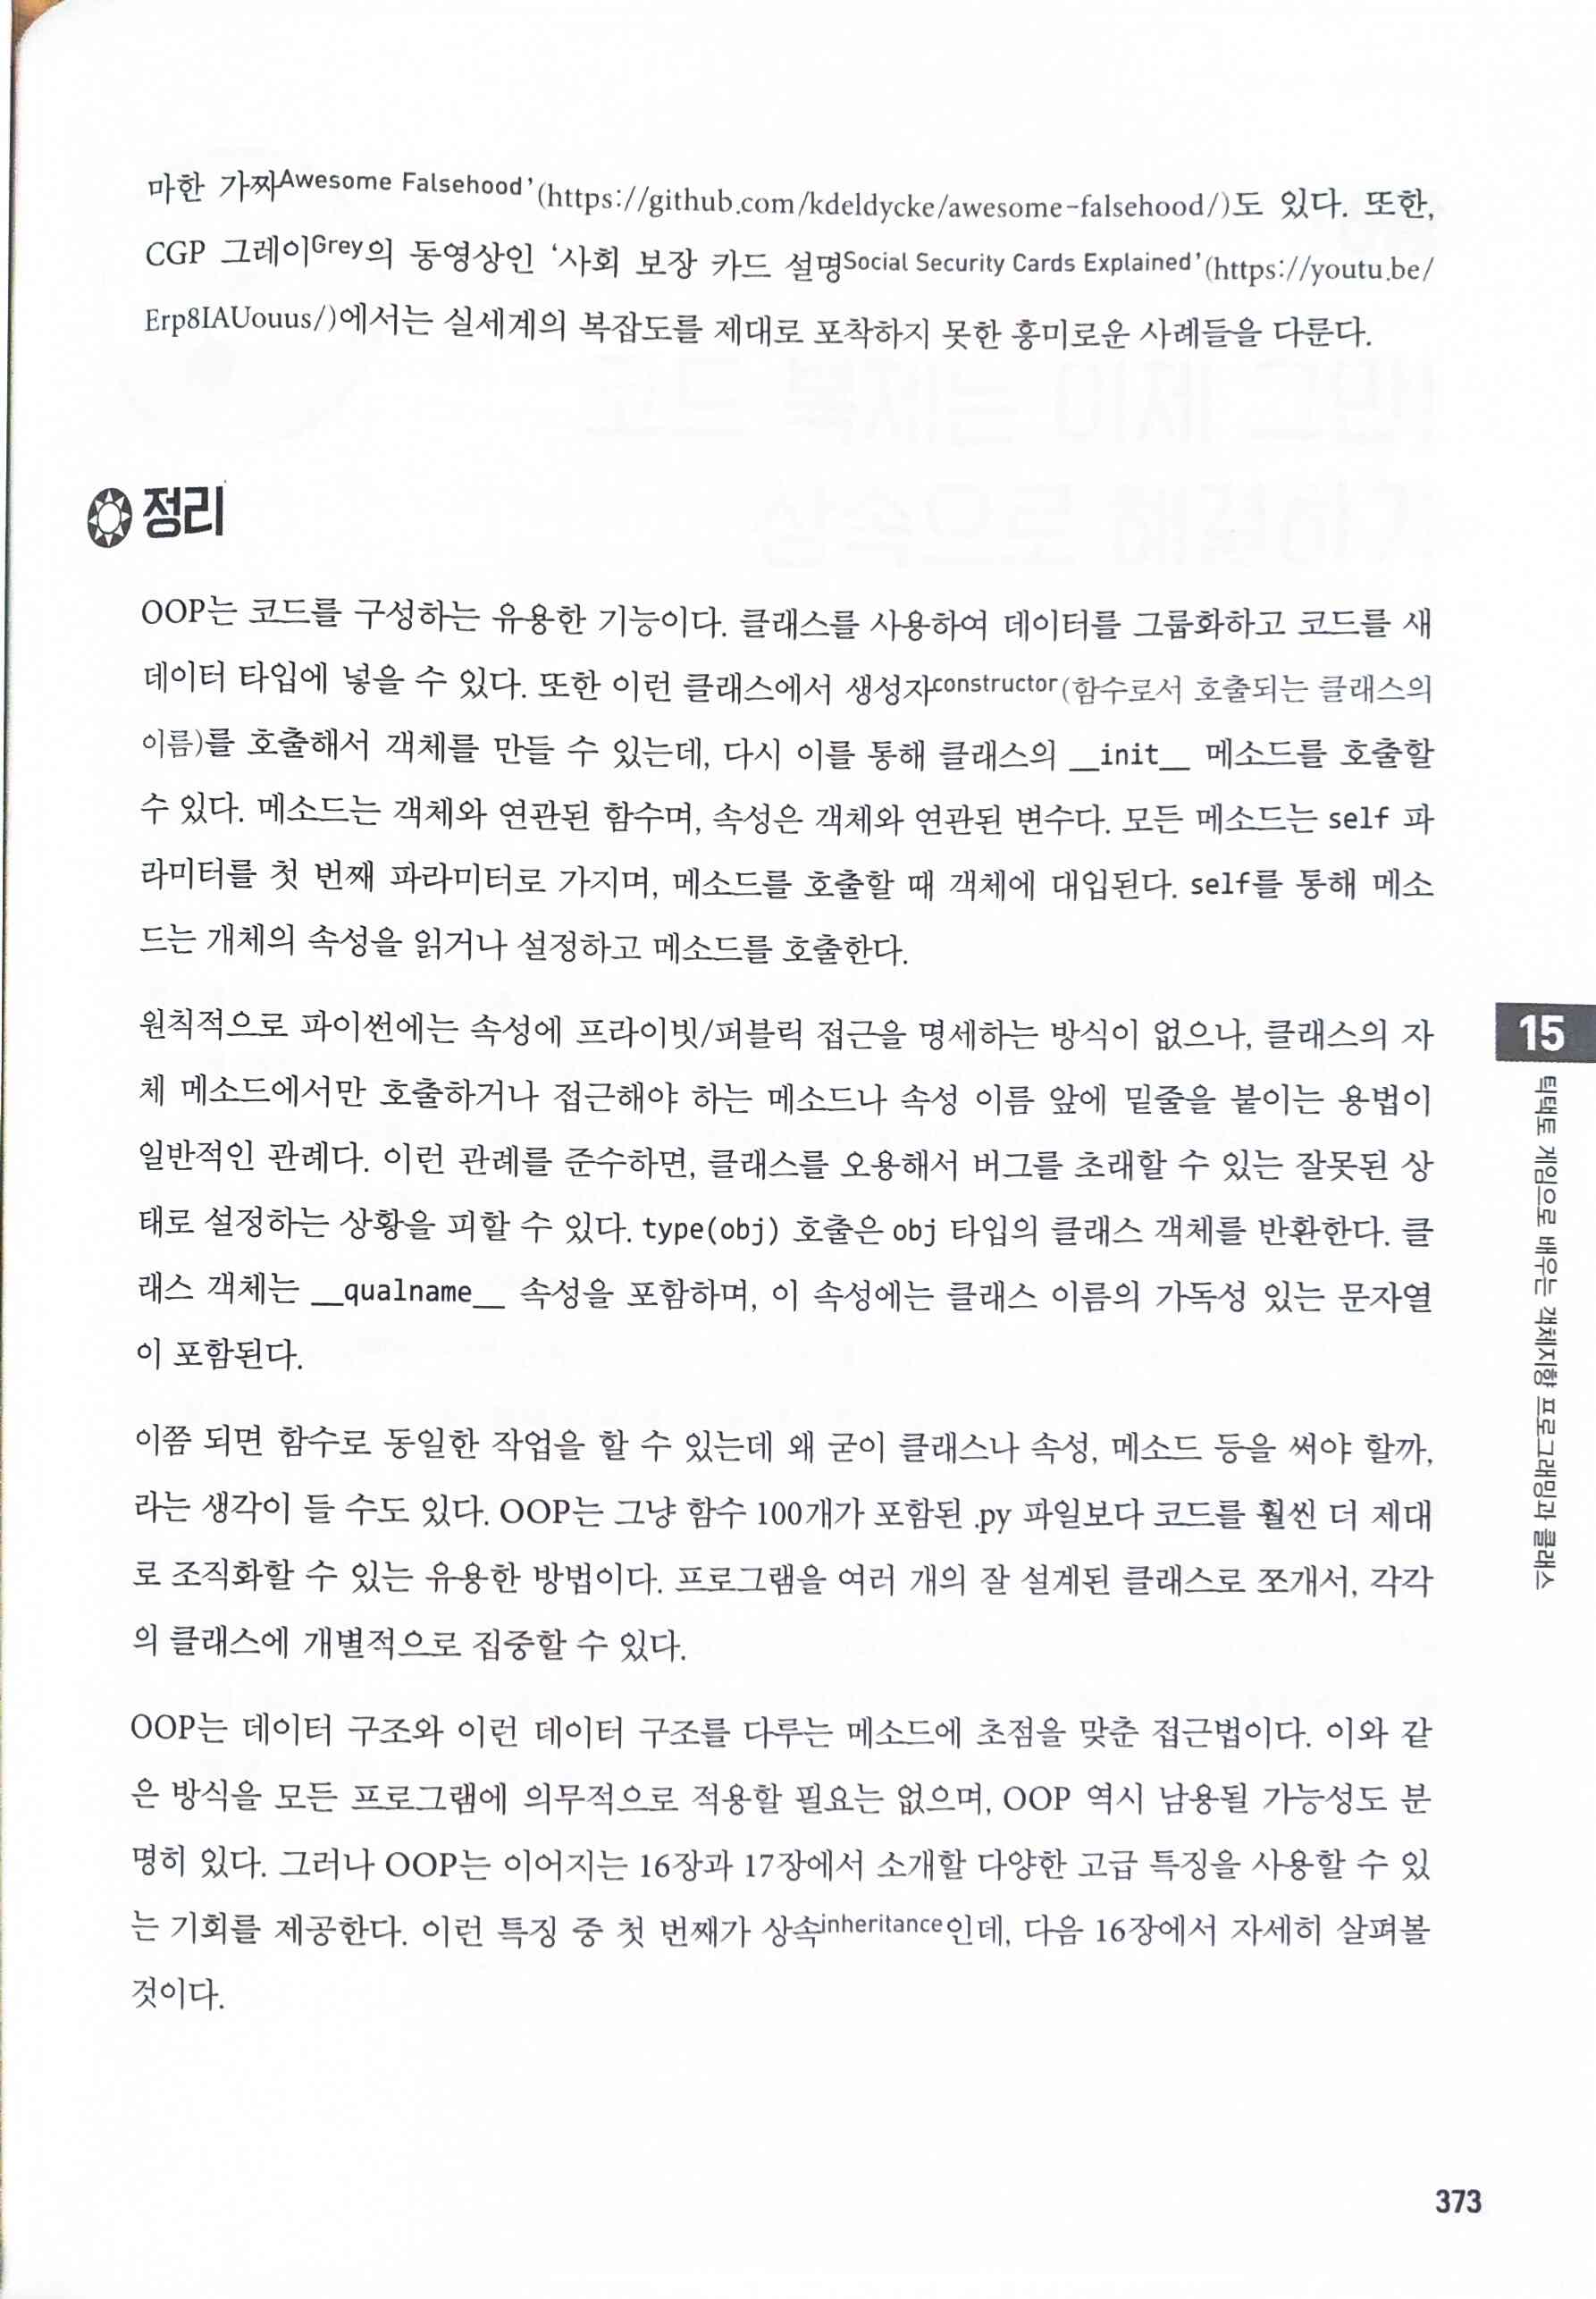 마한 가짜Awesome Falsehood’(https://github.com/kdeldycke/awesome-falsehood/)도 있다. 또한,
CGP 그레이Grey의 동영상인 ‘사회 보장 카드 설명Social Security Cards Explained’(https://youtu.be/
Erp8IAUouus/)에서는 실세계의 복잡도를 제대로 포착하지 못한 흥미로운 사례들을 다룬다.
정리
OOP는 코드를 구성하는 유용한 기능이다. 클래스를 사용하여 데이터를 그룹화하고 코드를 새
데이터 타입에 넣을 수 있다. 또한 이런 클래스에서 생성자constructor(함수로서 호출되는 클래스의
이름)를 호출해서 객체를 만들 수 있는데, 다시 이를 통해 클래스의 __init__ 메소드를 호출할
수 있다. 메소드는 객체와 연관된 함수며, 속성은 객체와 연관된 변수다. 모든 메소드는 self 파
라미터를 첫 번째 파라미터로 가지며, 메소드를 호출할 때 객체에 대입된다. self를 통해 메소
드는 개체의 속성을 읽거나 설정하고 메소드를 호출한다.
원칙적으로 파이썬에는 속성에 프라이빗/퍼블릭 접근을 명세하는 방식이 없으나, 클래스의 자
체 메소드에서만 호출하거나 접근해야 하는 메소드나 속성 이름 앞에 밑줄을 붙이는 용법이
일반적인 관례다. 이런 관례를 준수하면, 클래스를 오용해서 버그를 초래할 수 있는 잘못된 상
태로 설정하는 상황을 피할 수 있다. type(obj) 호출은 obj 타입의 클래스 객체를 반환한다. 클
래스 객체는 __qualname__ 속성을 포함하며, 이 속성에는 클래스 이름의 가독성 있는 문자열
이 포함된다.
이쯤 되면 함수로 동일한 작업을 할 수 있는데 왜 굳이 클래스나 속성, 메소드 등을 써야 할까,
라는 생각이 들 수도 있다. OOP는 그냥 함수 100개가 포함된 .py 파일보다 코드를 훨씬 더 제대
로 조직화할 수 있는 유용한 방법이다. 프로그램을 여러 개의 잘 설계된 클래스로 쪼개서, 각각
의 클래스에 개별적으로 집중할 수 있다.
OOP는 데이터 구조와 이런 데이터 구조를 다루는 메소드에 초점을 맞춘 접근법이다. 이와 같
은 방식을 모든 프로그램에 의무적으로 적용할 필요는 없으며, OOP 역시 남용될 가능성도 분
명히 있다. 그러나 OOP는 이어지는 16장과 17장에서 소개할 다양한 고급 특징을 사용할 수 있
는 기회를 제공한다. 이런 특징 중 첫 번째가 상속inheritance인데, 다음 16장에서 자세히 살펴볼
것이다.
15
틱택토 게임으로 배우는 객체지향 프로그래밍과 클래스
373